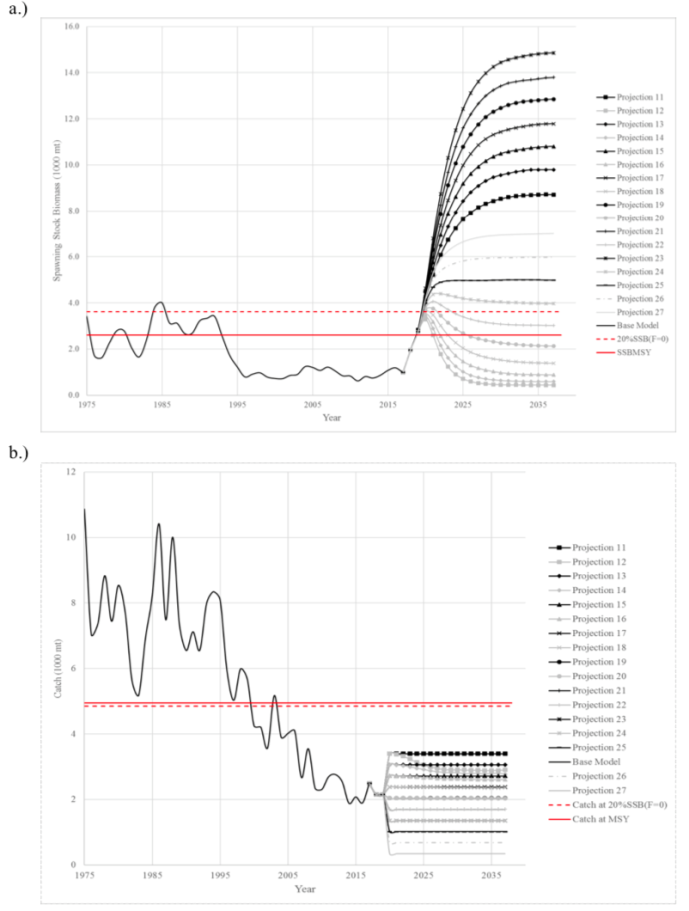 a.)
16.0
14.0
12.0
10.0
8.0
6.0
4.0
2.0
0.0
Spawning Stock Biomass (1000 mt)
1975
1985
1995
2005
2015
2025
2035
Year
Projection 11
Projection 12
Projection 13
Projection 14
Projection 15
Projection 16
Projection 17
Projection 18
Projection 19
Projection 20
Projection 21
Projection 22
Projection 23
Projection 24
Projection 25
Projection 26
Projection 27
Base Model
20%SSB(F=0)
SSBMSY
b.)
12
10
8
6
4
2
0
Catch (1000 mt)
1975
1985
1995
2005
2015
2025
2035
Year
Projection 11
Projection 12
Projection 13
Projection 14
Projection 15
Projection 16
Projection 17
Projection 18
Projection 19
Projection 20
Projection 21
Projection 22
Projection 23
Projection 24
Projection 25
Base Model
Projection 26
Projection 27
Catch at 20%SSB(F=0)
Catch at MSY